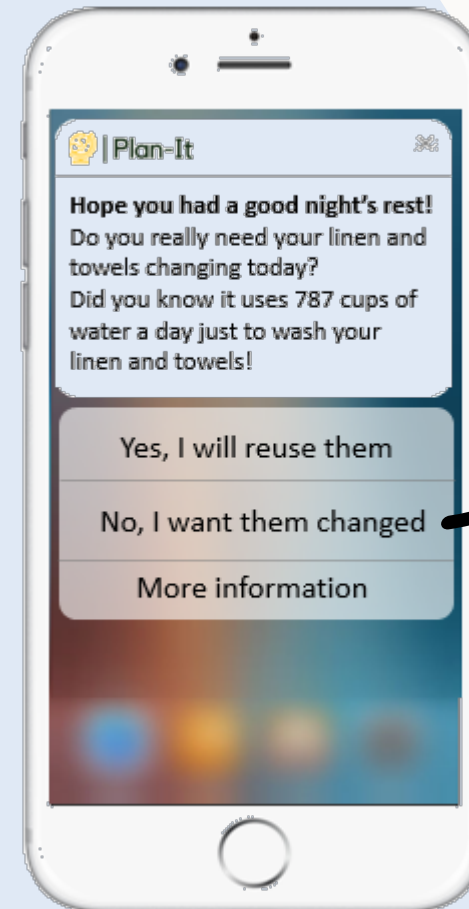 Plan-It
Hope you had a good night's rest!
Do you really need your linen and
towels changing today?
Did you know it uses 787 cups of
water a day just to wash your
linen and towels!
Yes, I will reuse them
No, I want them changed
More information